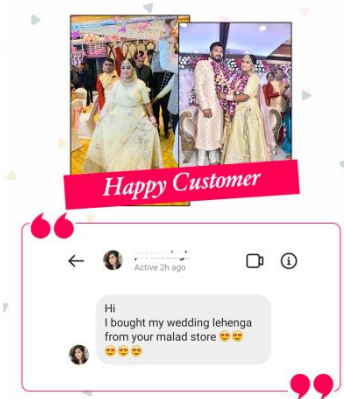 Happy Customer
Active 2h ago
Hi
I bought my wedding lehenga
from your malad store 😍😍
😍😍😍